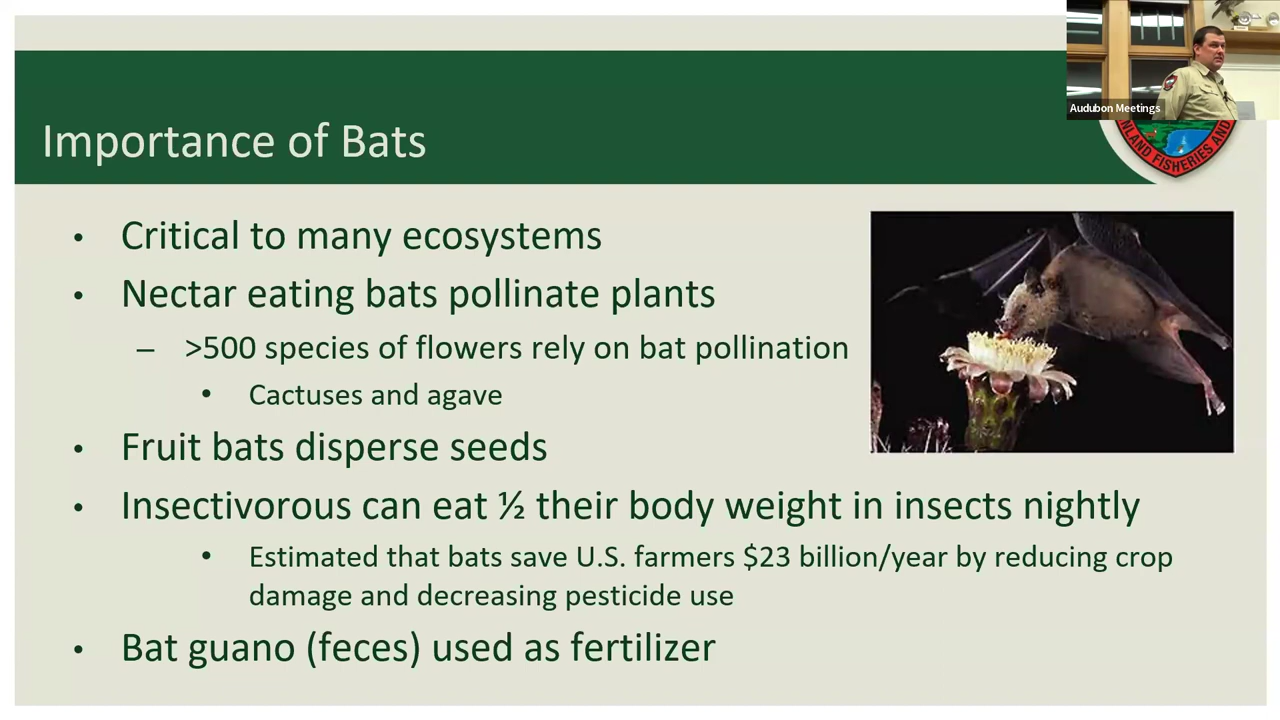 Audubon Meetings
INLAND FISHERIES AND
Importance of Bats
• Critical to many ecosystems
• Nectar eating bats pollinate plants
– >500 species of flowers rely on bat pollination
• Cactuses and agave
• Fruit bats disperse seeds
• Insectivorous can eat ½ their body weight in insects nightly
• Estimated that bats save U.S. farmers $23 billion/year by reducing crop
damage and decreasing pesticide use
• Bat guano (feces) used as fertilizer